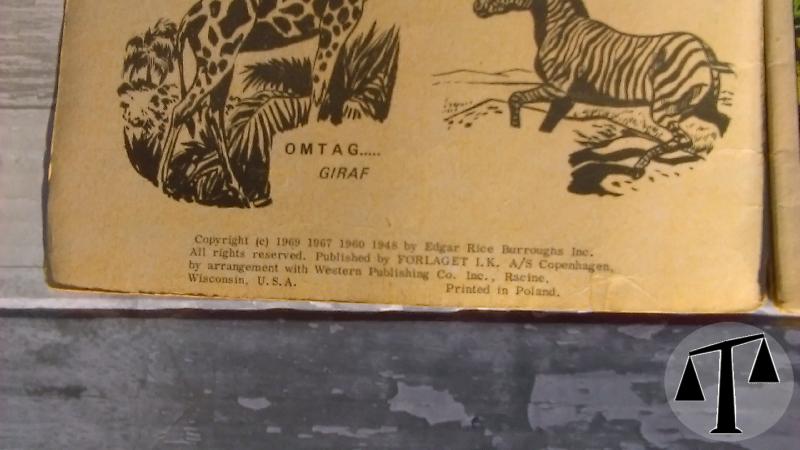 OMTAG.....
GIRAF
Copyright (c) 1969 1967 1960 1948 by Edgar Rice Burroughs Inc.
All rights reserved. Published by FORLAGET I.K. A/S Copenhagen,
by arrangement with Western Publishing Co. Inc., Racine,
Wisconsin, U.S.A. Printed in Poland.